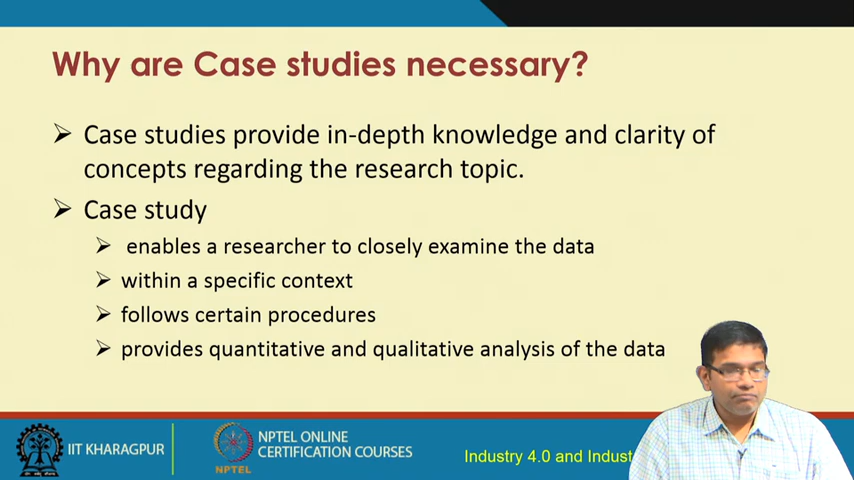 Why are Case studies necessary?
➢ Case studies provide in-depth knowledge and clarity of
concepts regarding the research topic.
➢ Case study
➢ enables a researcher to closely examine the data
➢ within a specific context
➢ follows certain procedures
➢ provides quantitative and qualitative analysis of the data
IIT KHARAGPUR
NPTEL
NPTEL ONLINE
CERTIFICATION COURSES
Industry 4.0 and Indust